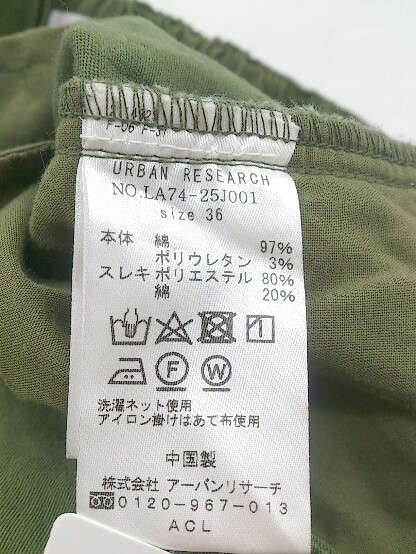 F-06 F-31
URBAN RESEARCH
NO.LA74-25J001
size 36
本体 綿 97%
ポリウレタン 3%
スレキ ポリエステル 80%
綿 20%
F W
洗濯ネット使用
アイロン掛けはあて布使用
中国製
株式会社 アーバンリサーチ
0120-967-013
ACL